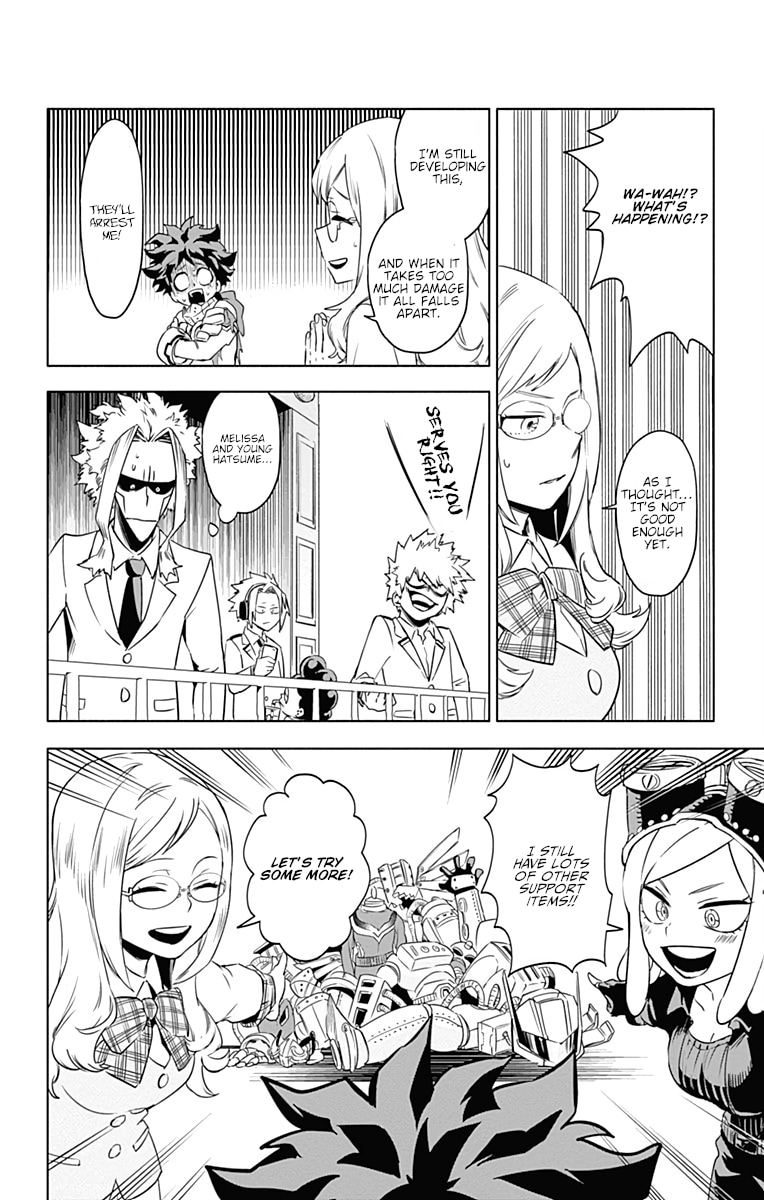 WA-WAH!?
WHAT'S
HAPPENING!?
AS I
THOUGHT...
IT'S NOT
GOOD
ENOUGH
YET.
I'M STILL
DEVELOPING
THIS,
AND WHEN IT
TAKES TOO
MUCH DAMAGE
IT ALL FALLS
APART.
THEY'LL
ARREST
ME!
SERVES YOU
RIGHT!!
MELISSA
AND YOUNG
HATSUME...
I STILL
HAVE LOTS
OF OTHER
SUPPORT
ITEMS!!
LET'S TRY
SOME MORE!